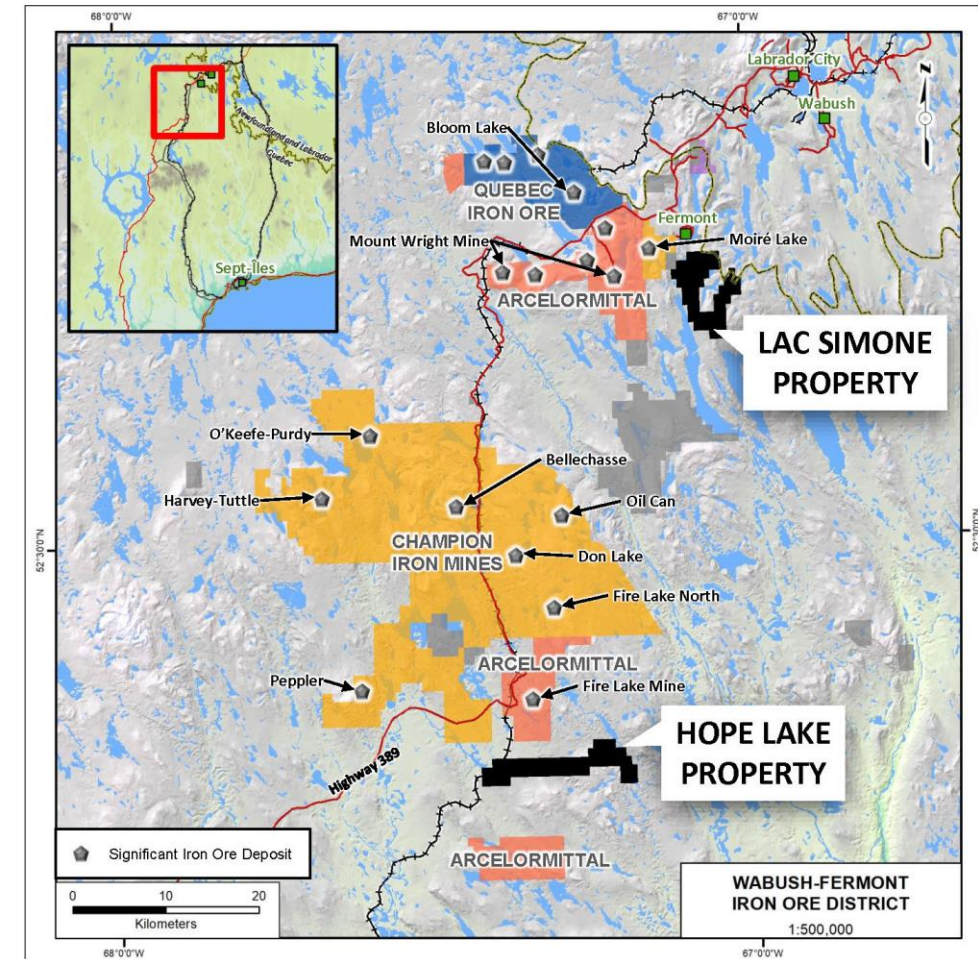 68°0'0"W
67°0'0"W
Newfoundland and Labrador
Quebec
Sept-Îles
Labrador City
Wabush
N
Bloom Lake
QUEBEC
IRON ORE
Fermont
Mount Wright Mine
Moiré Lake
ARCELORMITTAL
LAC SIMONE
PROPERTY
O'Keefe-Purdy
Bellechasse
Harvey-Tuttle
Oil Can
52°30'0"N
52°30'0"N
CHAMPION
IRON MINES
Don Lake
Fire Lake North
ARCELORMITTAL
Peppler
Fire Lake Mine
HOPE LAKE
PROPERTY
Highway 389
Significant Iron Ore Deposit
ARCELORMITTAL
0 10 20
Kilometers
WABUSH-FERMONT
IRON ORE DISTRICT
1:500,000
68°0'0"W
67°0'0"W